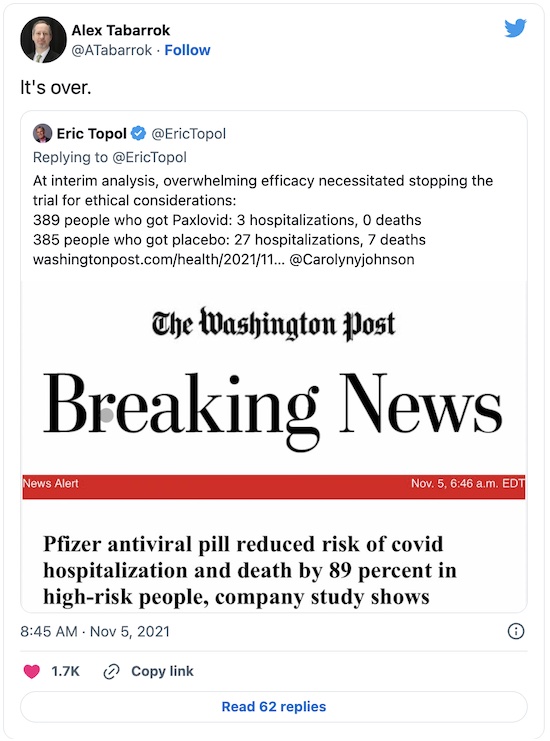 Alex Tabarrok
@ATabarrok · Follow
It's over.
Eric Topol @EricTopol
Replying to @EricTopol
At interim analysis, overwhelming efficacy necessitated stopping the
trial for ethical considerations:
389 people who got Paxlovid: 3 hospitalizations, 0 deaths
385 people who got placebo: 27 hospitalizations, 7 deaths
washingtonpost.com/health/2021/11... @Carolynyjohnson
The Washington Post
Breaking News
News Alert Nov. 5, 6:46 a.m. EDT
Pfizer antiviral pill reduced risk of covid
hospitalization and death by 89 percent in
high-risk people, company study shows
8:45 AM · Nov 5, 2021
1.7K Copy link
Read 62 replies